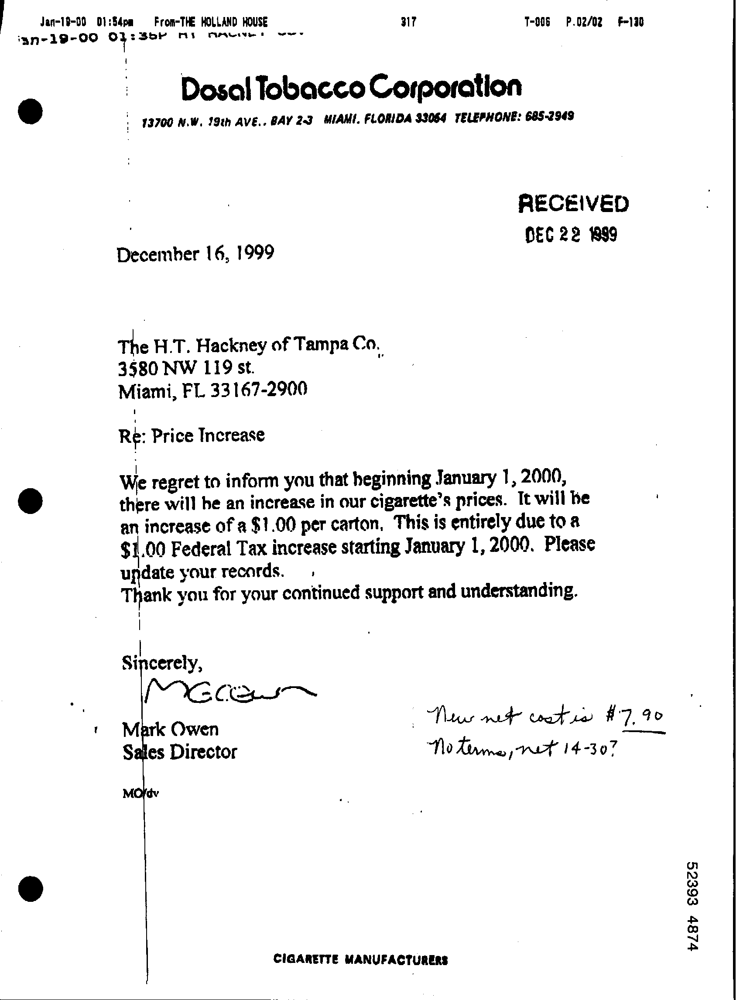 Jan-19-00 01:54pm From-THE HOLLAND HOUSE 317 T-006 P.02/02 F-130
an-19-00 01:36P
Dosal Tobacco Corporation
13700 N.W. 19th AVE.. BAY 2-3 MIAMI. FLORIDA 33054 TELEPHONE: 685-2949
RECEIVED
DEC 22 1999
December 16, 1999
The H.T. Hackney of Tampa Co.
3580 NW 119 st.
Miami, FL 33167-2900
Re: Price Increase
We regret to inform you that beginning January 1, 2000,
there will be an increase in our cigarette's prices. It will be
an increase of a $1.00 per carton. This is entirely due to a
$1.00 Federal Tax increase starting January 1, 2000. Please
update your records.
Thank you for your continued support and understanding.
Sincerely,
Mark Owen
Sales Director
MO/dv
New net cost is $7.90
No terms, net 14-30?
52393 4874
CIGARETTE MANUFACTURERS